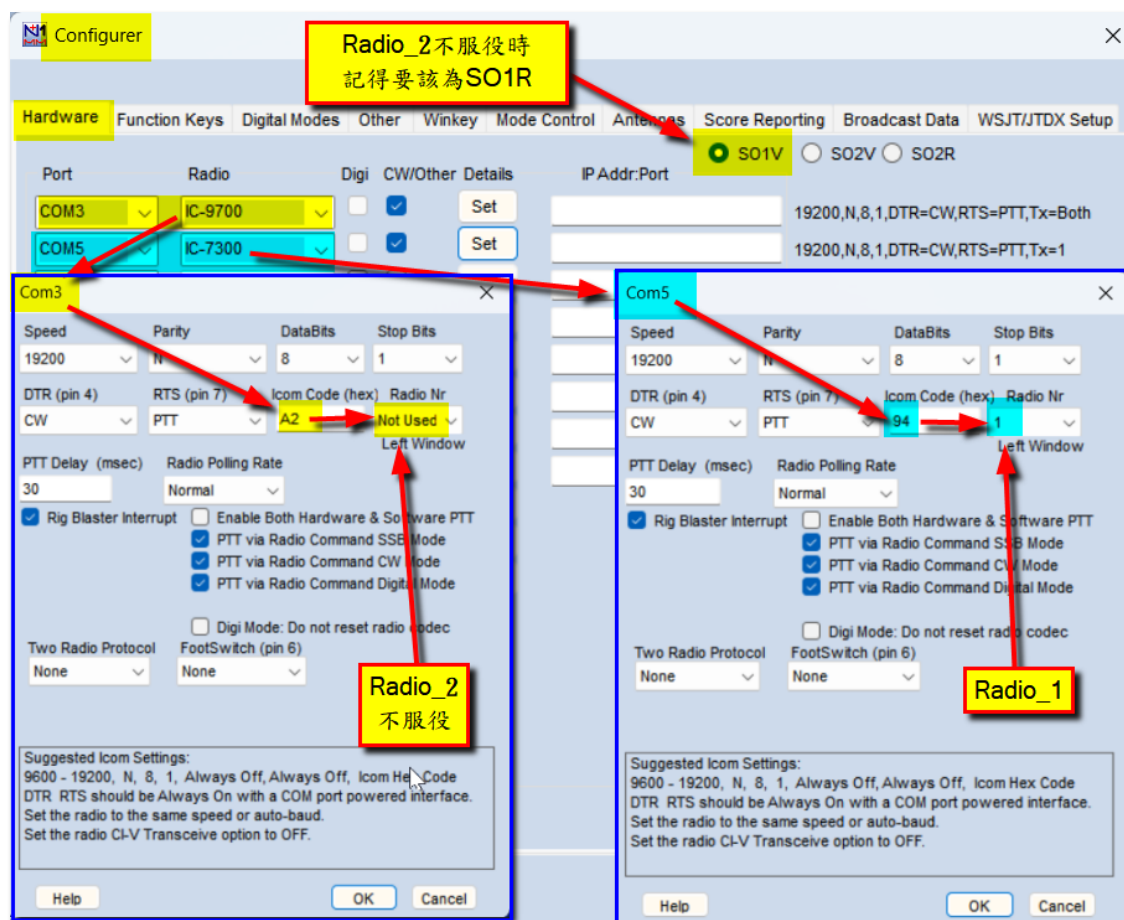 Configurer
Radio_2不服役時
記得要該為SO1R
Hardware Function Keys Digital Modes Other Winkey Mode Control Antennas Score Reporting Broadcast Data WSJT/JTDX Setup
SO1V SO2V SO2R
Port Radio Digi CW/Other Details IP Addr:Port
COM3 IC-9700 Set 19200,N,8,1,DTR=CW,RTS=PTT,Tx=Both
COM5 IC-7300 Set 19200,N,8,1,DTR=CW,RTS=PTT,Tx=1
Com3
Speed Parity DataBits Stop Bits
19200 N 8 1
DTR (pin 4) RTS (pin 7) Icom Code (hex) Radio Nr
CW PTT A2 Not Used
Left Window
PTT Delay (msec) Radio Polling Rate
30 Normal
Rig Blaster Interrupt Enable Both Hardware & Software PTT
PTT via Radio Command SSB Mode
PTT via Radio Command CW Mode
PTT via Radio Command Digital Mode
Digi Mode: Do not reset radio codec
Two Radio Protocol FootSwitch (pin 6)
None None
Radio_2
不服役
Suggested Icom Settings:
9600 - 19200, N, 8, 1, Always Off, Always Off, Icom Hex Code
DTR RTS should be Always On with a COM port powered interface.
Set the radio to the same speed or auto-baud.
Set the radio CI-V Transceive option to OFF.
Help OK Cancel
Com5
Speed Parity DataBits Stop Bits
19200 N 8 1
DTR (pin 4) RTS (pin 7) Icom Code (hex) Radio Nr
CW PTT 94 1
Left Window
PTT Delay (msec) Radio Polling Rate
30 Normal
Rig Blaster Interrupt Enable Both Hardware & Software PTT
PTT via Radio Command SSB Mode
PTT via Radio Command CW Mode
PTT via Radio Command Digital Mode
Digi Mode: Do not reset radio codec
Two Radio Protocol FootSwitch (pin 6)
None None
Radio_1
Suggested Icom Settings:
9600 - 19200, N, 8, 1, Always Off, Always Off, Icom Hex Code
DTR RTS should be Always On with a COM port powered interface.
Set the radio to the same speed or auto-baud.
Set the radio CI-V Transceive option to OFF.
Help OK Cancel